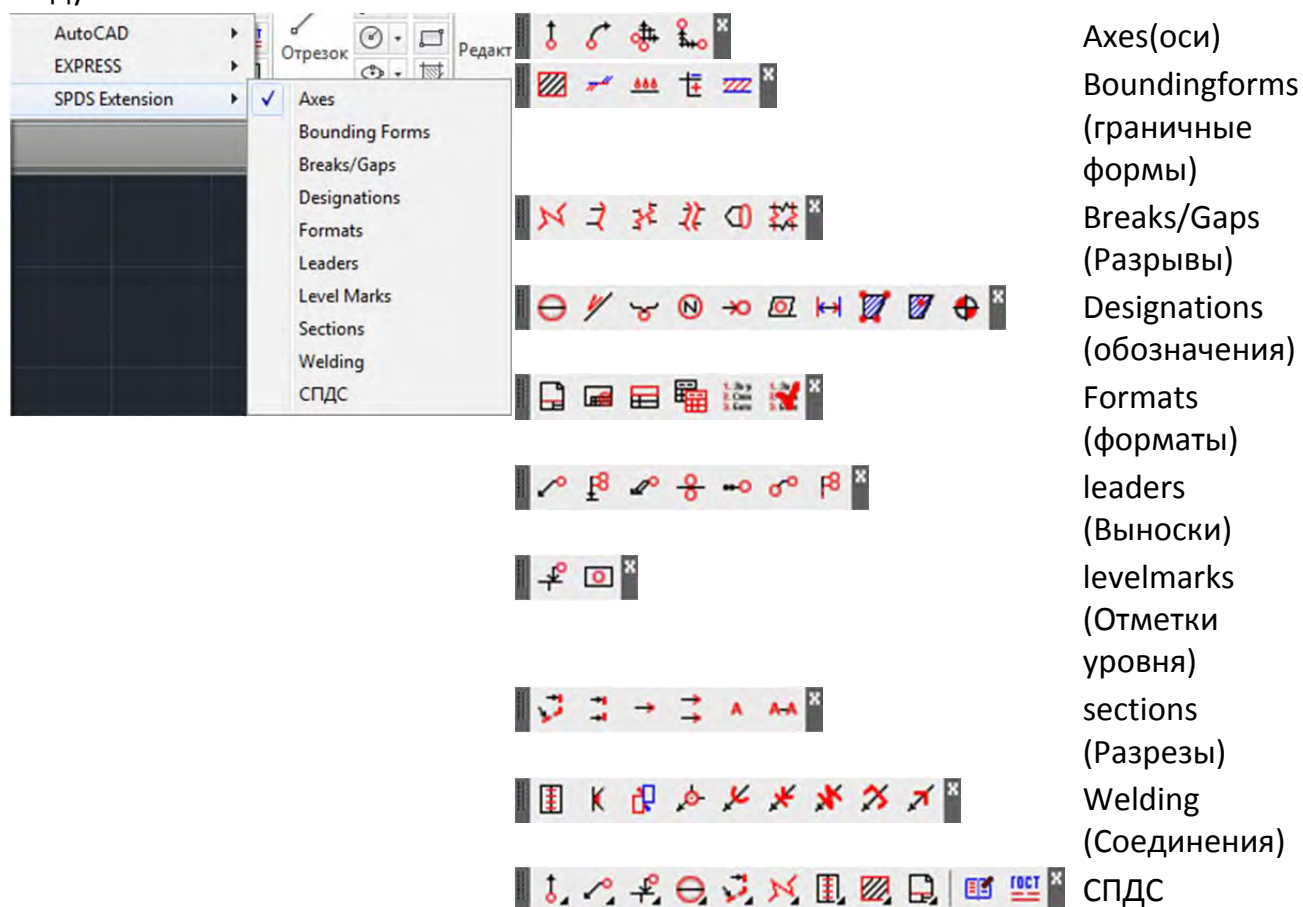 AutoCAD
EXPRESS
SPDS Extension
Отрезок
Редакт
Axes
Bounding Forms
Breaks/Gaps
Designations
Formats
Leaders
Level Marks
Sections
Welding
СПДС
Axes(оси)
Boundingforms
(граничные
формы)
Breaks/Gaps
(Разрывы)
N
Designations
(обозначения)
Formats
(форматы)
leaders
(Выноски)
levelmarks
(Отметки
уровня)
A A-A
sections
(Разрезы)
Welding
(Соединения)
ГОСТ
СПДС